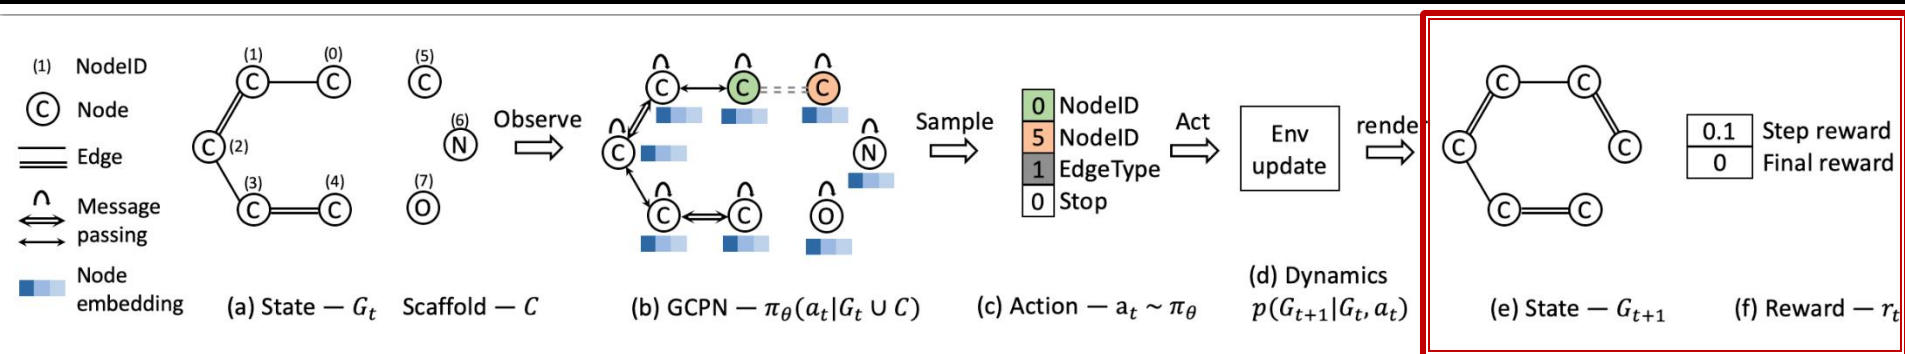 (1) NodeID
C Node
Edge
Message
passing
Node
embedding
(1) (0) (5)
C C C
(6)
N
C (2)
(3) (4) (7)
C C O
(a) State — G_t Scaffold — C
Observe
C C C
C N
C C O
(b) GCPN — π_θ(a_t|G_t ∪ C)
Sample
0 NodeID
5 NodeID
1 EdgeType
0 Stop
(c) Action — a_t ~ π_θ
Act
Env
update
(d) Dynamics
p(G_{t+1}|G_t, a_t)
render
C C
C C
C C
(e) State — G_{t+1}
0.1 Step reward
0 Final reward
(f) Reward — r_t